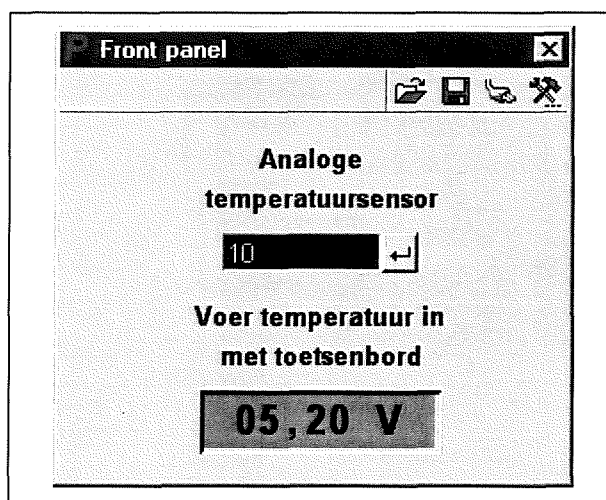 P Front panel
Analoge
temperatuursensor
10
Voer temperatuur in
met toetsenbord
05,20 V